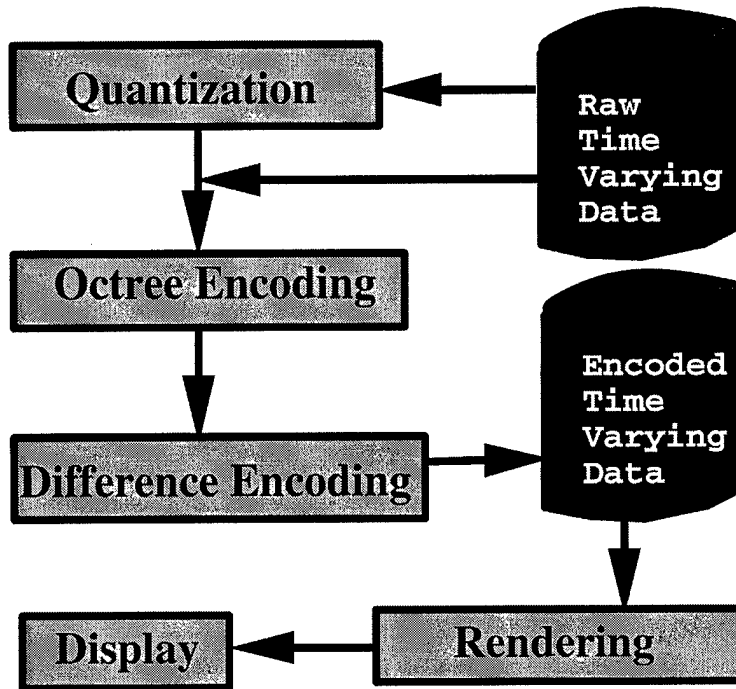 Quantization
Raw
Time
Varying
Data
Octree Encoding
Encoded
Time
Varying
Data
Difference Encoding
Rendering
Display